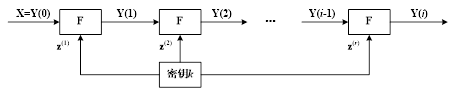 X=Y(0) F Y(1) F Y(2) ··· Y(i-1) F Y(i)
z(1) z(2) z(r)
密钥k